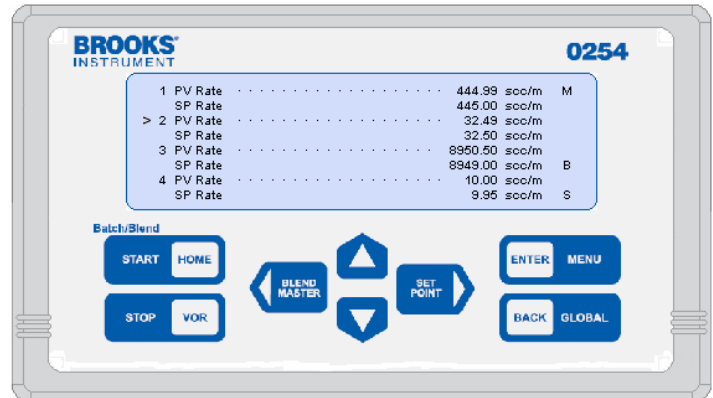 BROOKS®
INSTRUMENT
0254
1 PV Rate . . . . . . . . . . . . . . . . . . . 444.99 scc/m M
SP Rate 445.00 scc/m
> 2 PV Rate . . . . . . . . . . . . . . . . . . . 32.49 scc/m
SP Rate 32.50 scc/m
3 PV Rate . . . . . . . . . . . . . . . . . . . 8950.50 scc/m
SP Rate 8949.00 scc/m B
4 PV Rate . . . . . . . . . . . . . . . . . . . 10.00 scc/m
SP Rate 9.95 scc/m S
Batch/Blend
START HOME
BLEND
MASTER
SET
POINT
ENTER MENU
STOP VOR
BACK GLOBAL